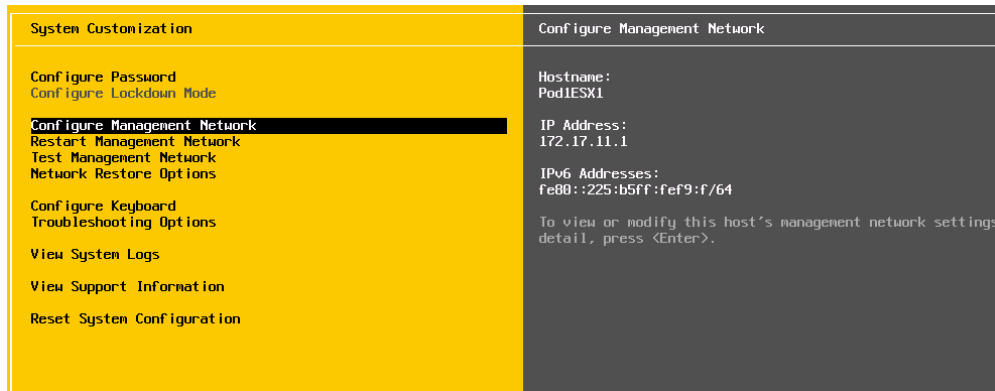 System Customization
Configure Password
Configure Lockdown Mode
Configure Management Network
Restart Management Network
Test Management Network
Network Restore Options
Configure Keyboard
Troubleshooting Options
View System Logs
View Support Information
Reset System Configuration
Configure Management Network
Hostname:
Pod1ESX1
IP Address:
172.17.11.1
IPv6 Addresses:
fe80::225:b5ff:fef9:f/64
To view or modify this host's management network settings
detail, press <Enter>.